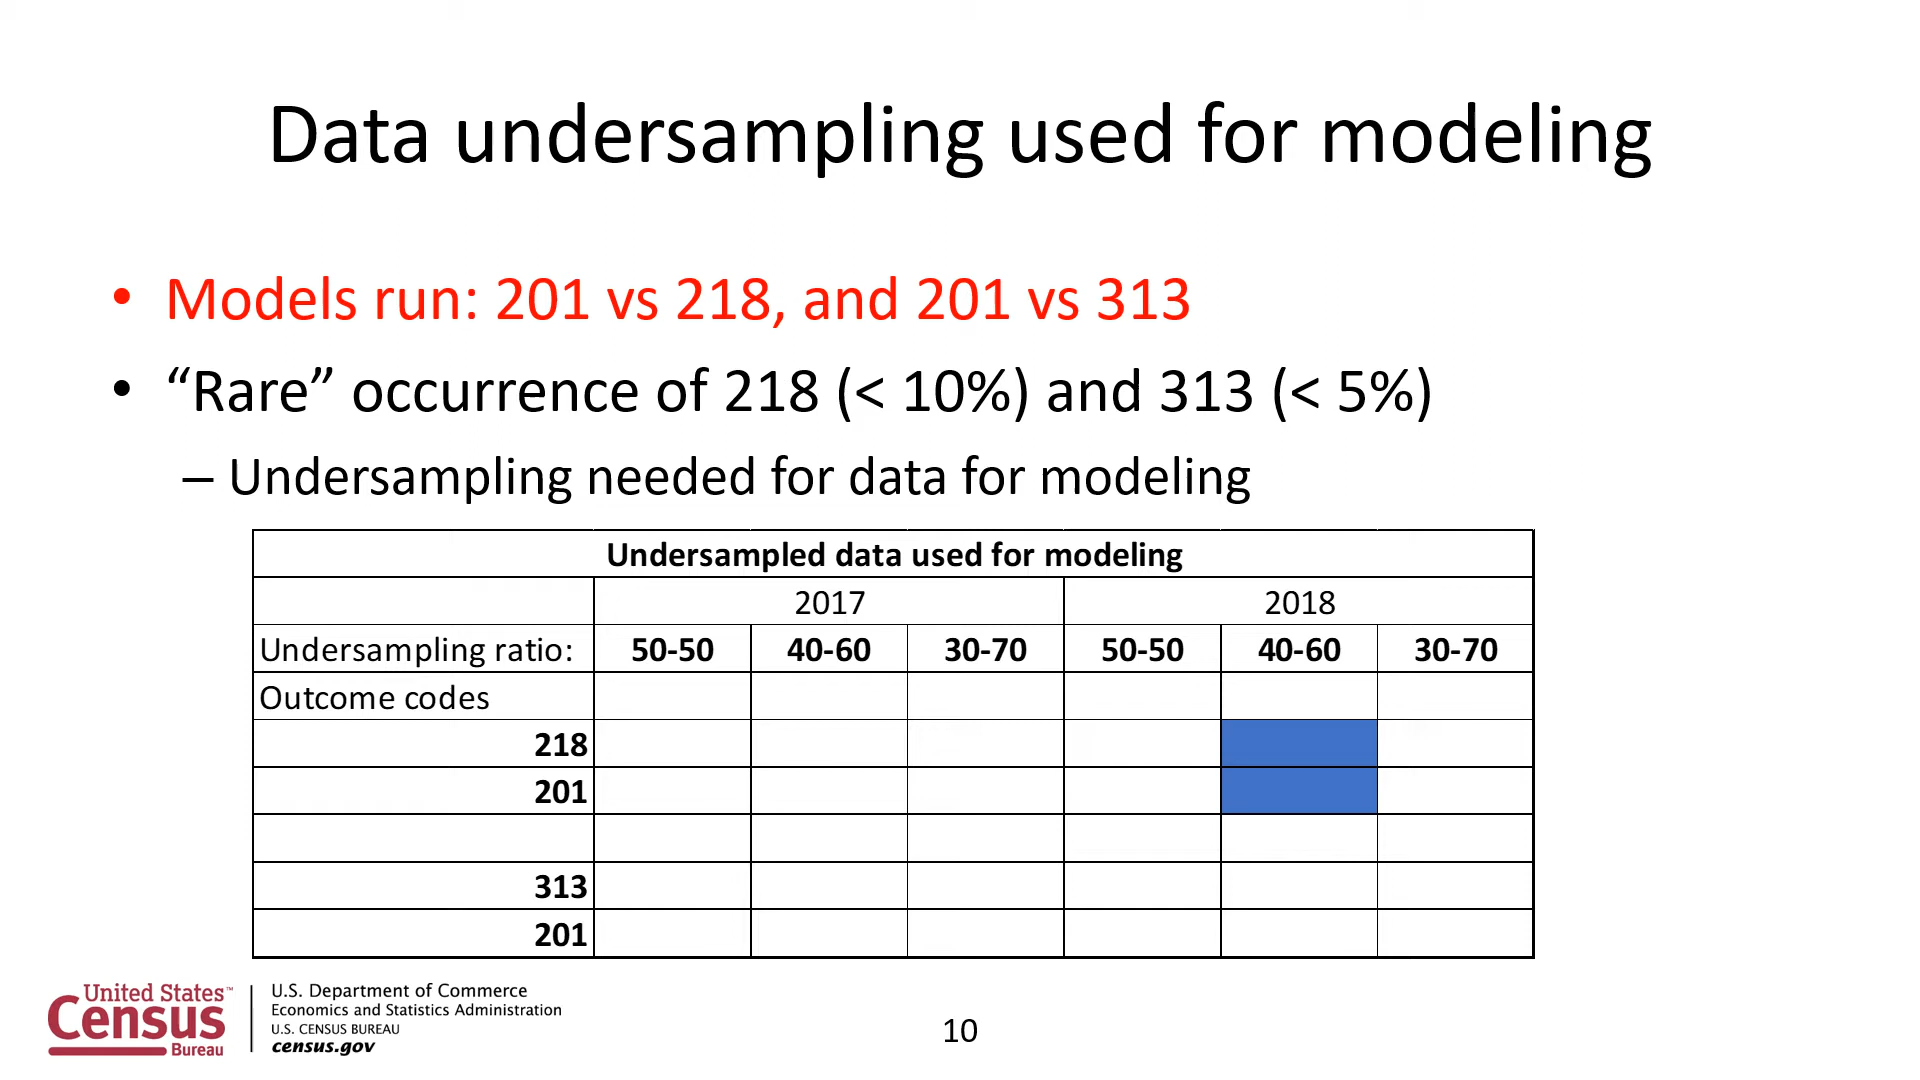 Data undersampling used for modeling
• Models run: 201 vs 218, and 201 vs 313
• “Rare” occurrence of 218 (< 10%) and 313 (< 5%)
– Undersampling needed for data for modeling
Undersampled data used for modeling
2017 2018
Undersampling ratio: 50-50 40-60 30-70 50-50 40-60 30-70
Outcome codes
218
201
313
201
United States™
Census
Bureau
U.S. Department of Commerce
Economics and Statistics Administration
U.S. CENSUS BUREAU
census.gov
10